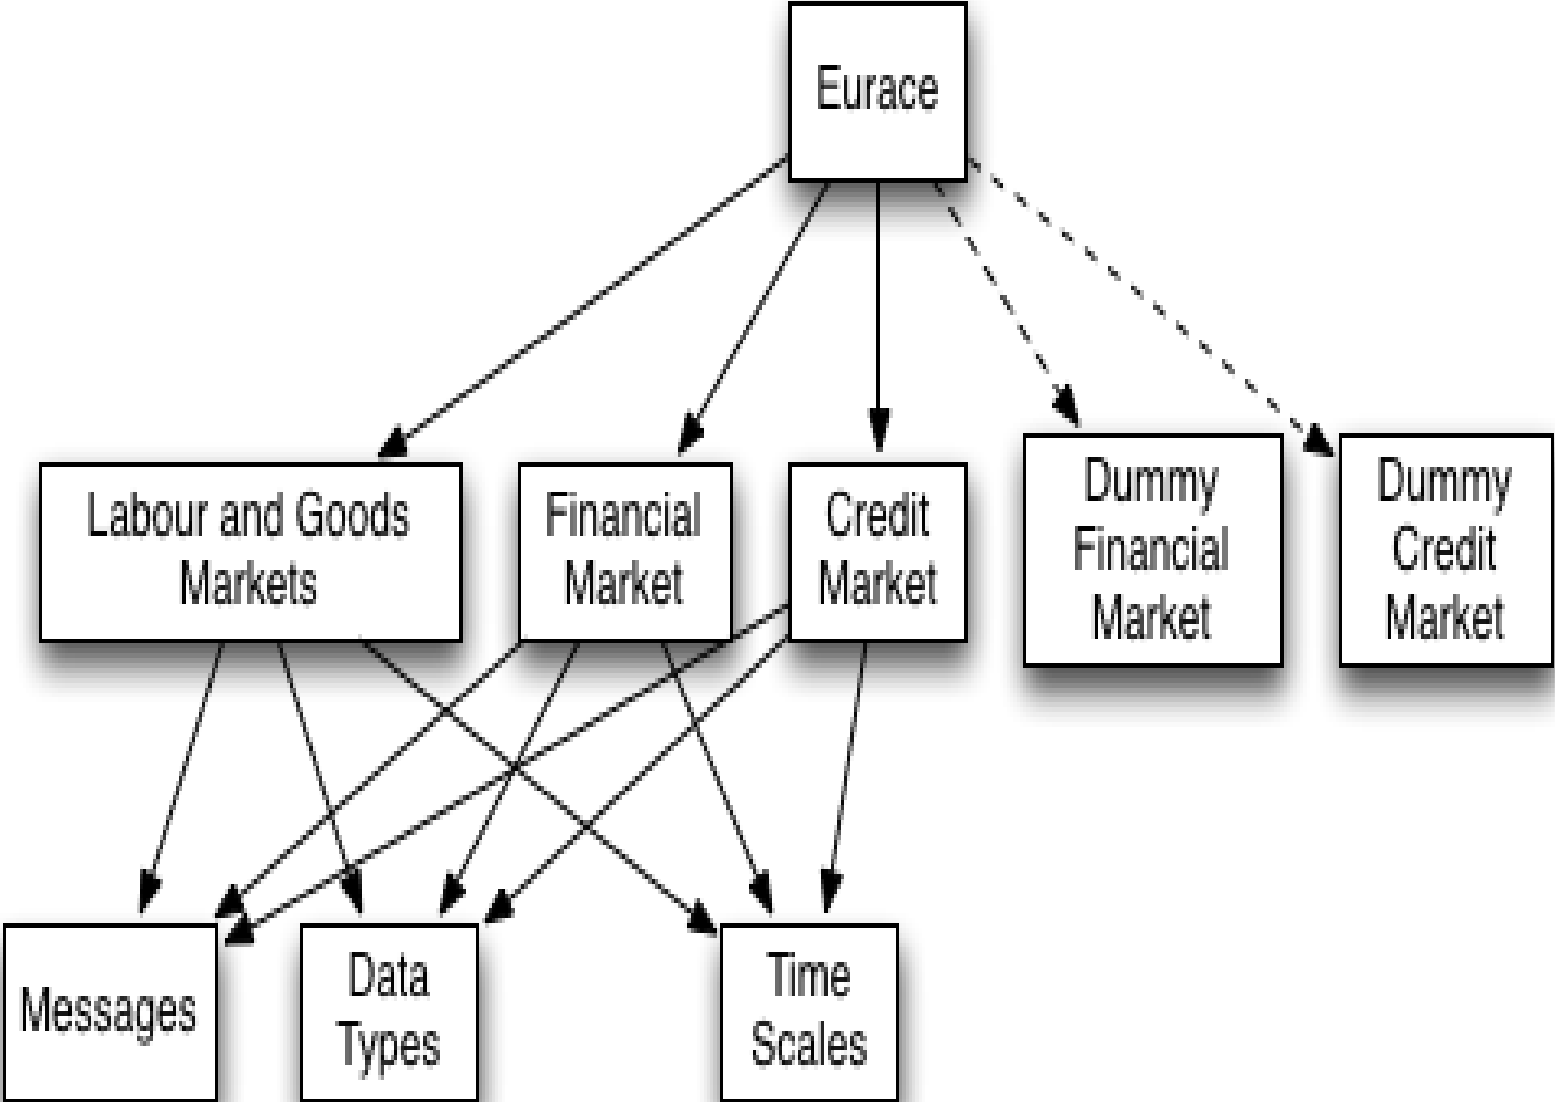 Eurace
Labour and Goods
Markets
Financial
Market
Credit
Market
Dummy
Financial
Market
Dummy
Credit
Market
Messages
Data
Types
Time
Scales